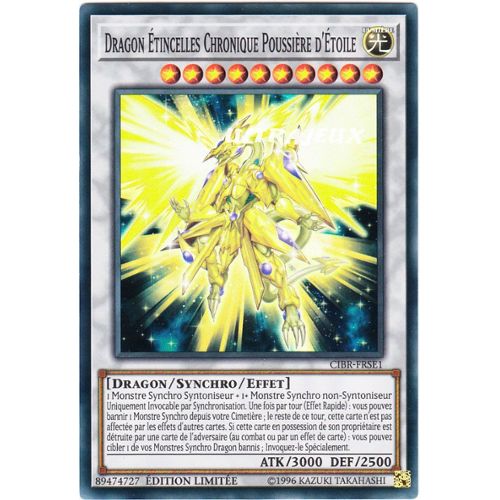 Dragon Étincelles Chronique Poussière d'Étoile
LUMIÈRE
光
ULTRAJEUX
CIBR-FRSE1
[Dragon/Synchro/Effet]
1 Monstre Synchro Syntoniseur + 1+ Monstre Synchro non-Syntoniseur
Uniquement Invocable par Synchronisation. Une fois par tour (Effet Rapide) : vous pouvez
bannir 1 Monstre Synchro depuis votre Cimetière ; le reste de ce tour, cette carte n'est pas
affectée par les effets d'autres cartes. Si cette carte en possession de son propriétaire est
détruite par une carte de l'adversaire (au combat ou par un effet de carte) : vous pouvez
cibler 1 de vos Monstres Synchro Dragon bannis ; Invoquez-le Spécialement.
ATK/3000 DEF/2500
89474727 ÉDITION LIMITÉE ©1996 KAZUKI TAKAHASHI